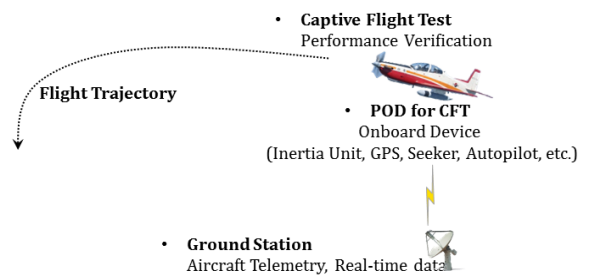 • Captive Flight Test
Performance Verification
Flight Trajectory
• POD for CFT
Onboard Device
(Inertia Unit, GPS, Seeker, Autopilot, etc.)
• Ground Station
Aircraft Telemetry, Real-time data